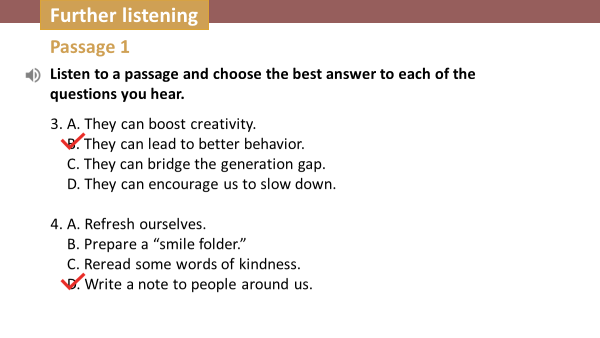 Further listening
Passage 1
Listen to a passage and choose the best answer to each of the
questions you hear.
3. A. They can boost creativity.
B. They can lead to better behavior.
C. They can bridge the generation gap.
D. They can encourage us to slow down.
4. A. Refresh ourselves.
B. Prepare a “smile folder.”
C. Reread some words of kindness.
D. Write a note to people around us.